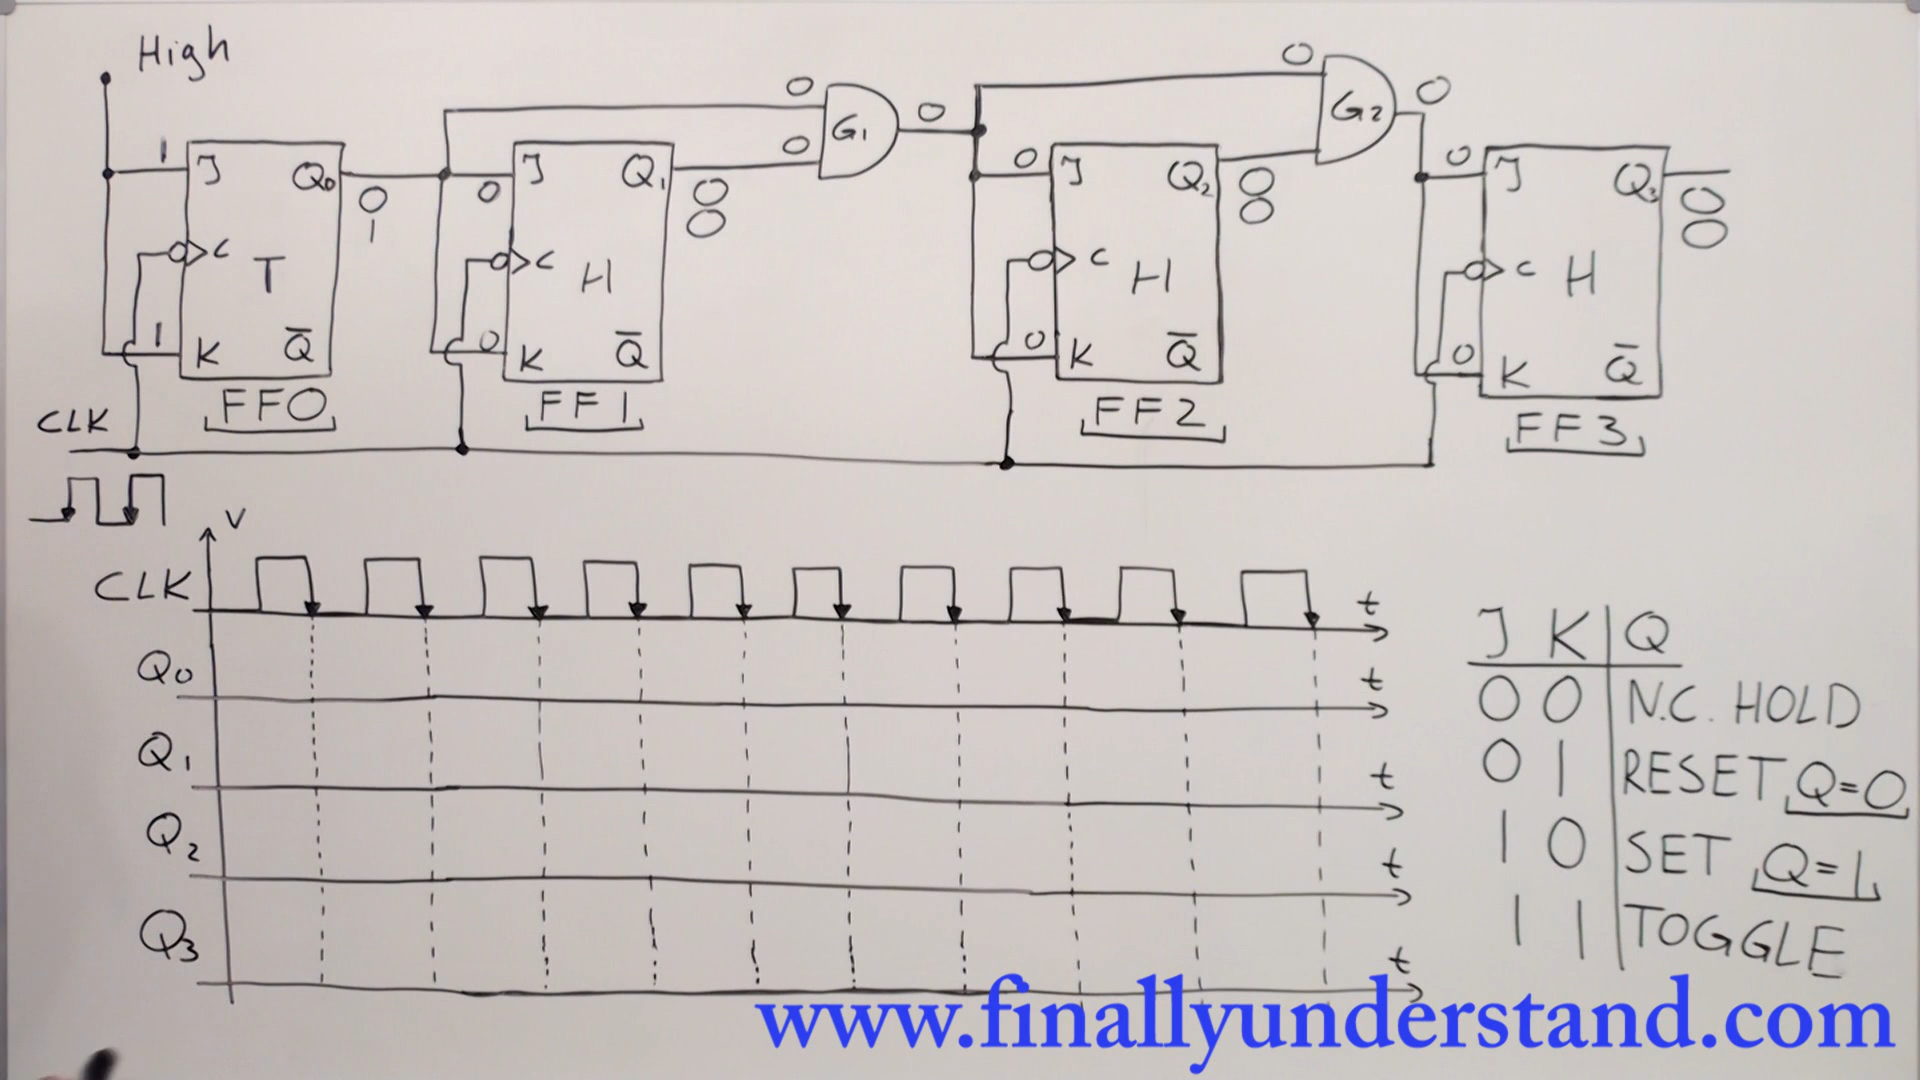 High
0 0
0 G1 0 G2 0
1 J Q0 0 J Q1 0 0 J Q2 0 J Q3
0 0 0 0
1 0 0 0
C T C H C H C H
1 K Q̅ 0 K Q̅ 0 K Q̅ 0 K Q̅
FF0 FF1 FF2 FF3
CLK
V
CLK t
Q0 t
Q1 t
Q2 t
Q3 t
J K Q
0 0 N.C. HOLD
0 1 RESET Q=0
1 0 SET Q=1
1 1 TOGGLE
www.finallyunderstand.com